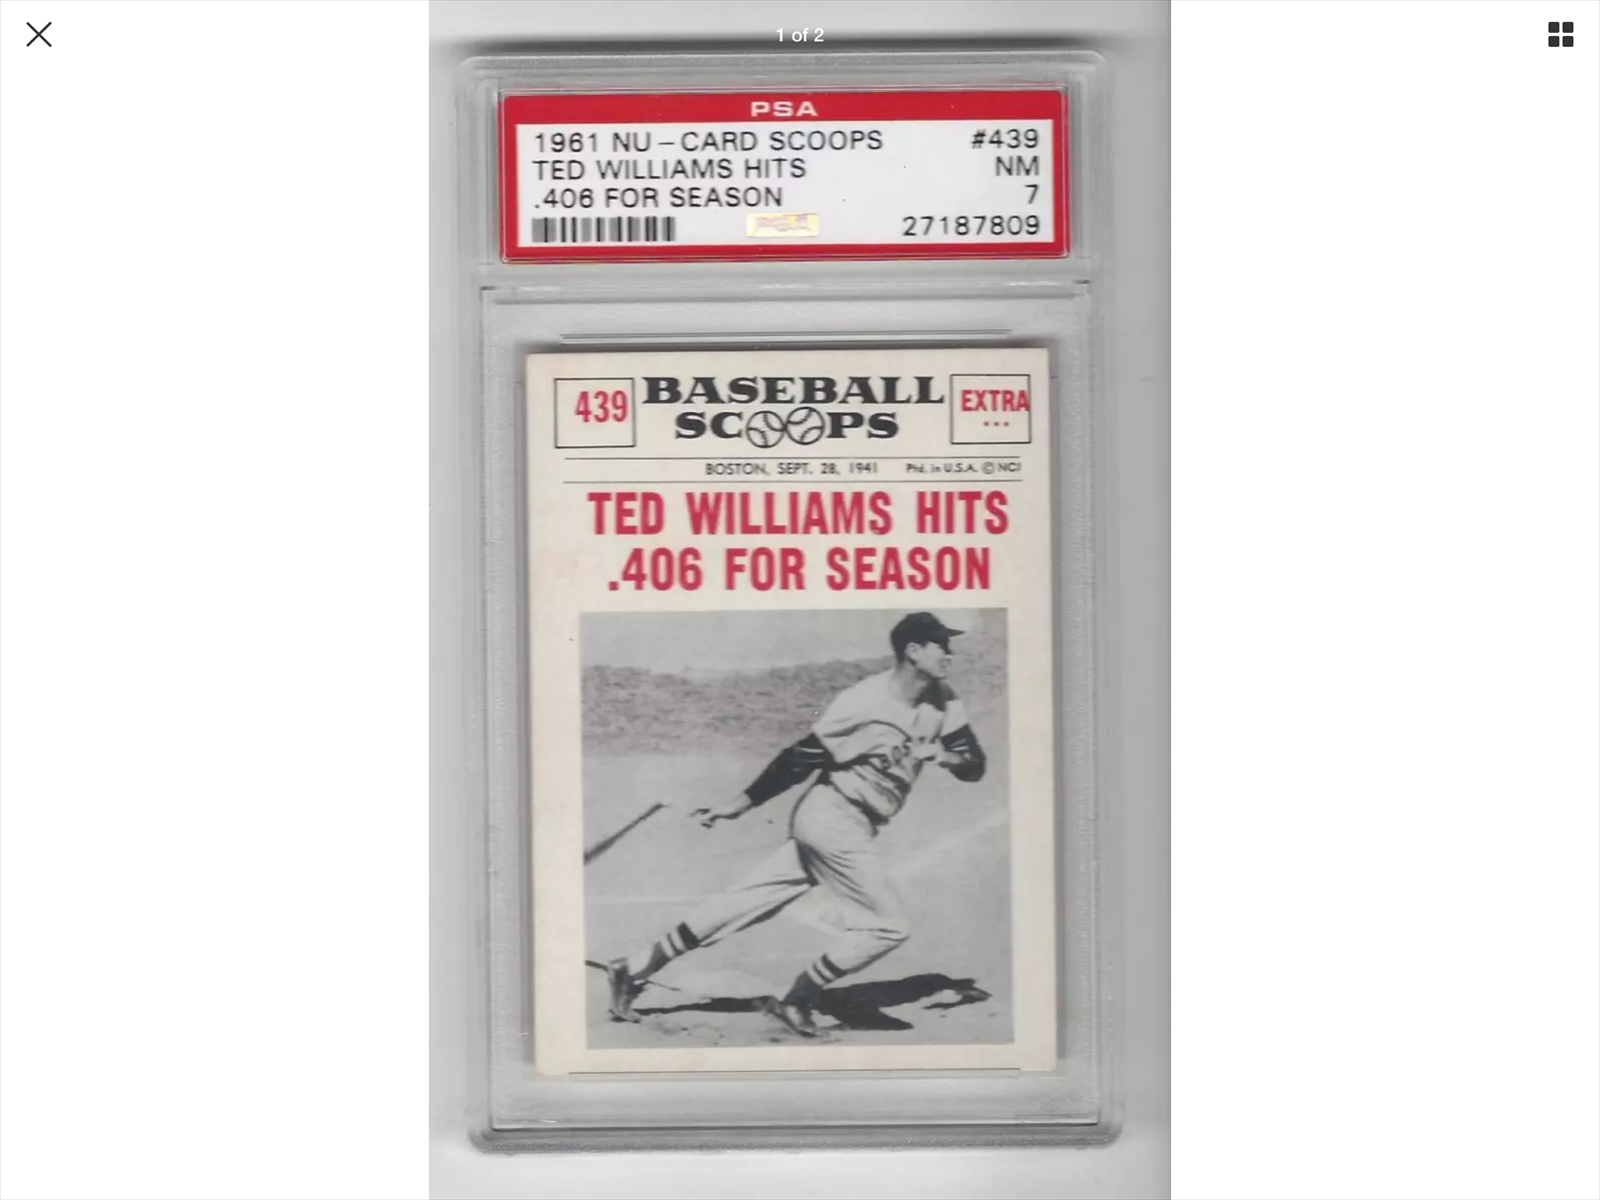 1 of 2
PSA
1961 NU-CARD SCOOPS #439
TED WILLIAMS HITS NM
.406 FOR SEASON 7
27187809
439 BASEBALL SCOOPS EXTRA
BOSTON, SEPT. 28, 1941 Ptd. in U.S.A. © NCI
TED WILLIAMS HITS
.406 FOR SEASON